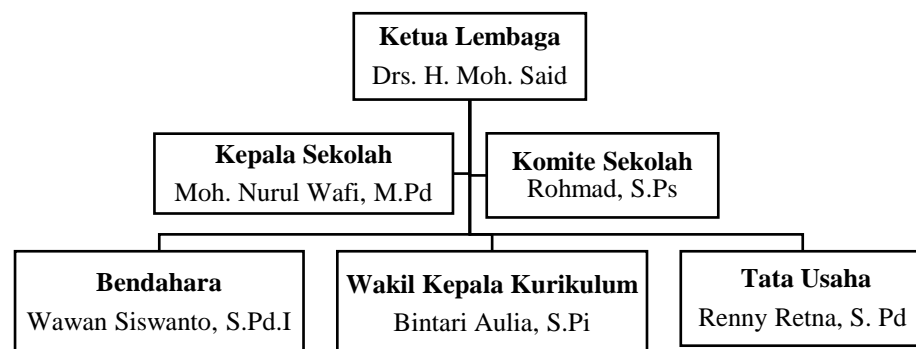 Ketua Lembaga
Drs. H. Moh. Said
Kepala Sekolah
Moh. Nurul Wafi, M.Pd
Komite Sekolah
Rohmad, S.Ps
Bendahara
Wawan Siswanto, S.Pd.I
Wakil Kepala Kurikulum
Bintari Aulia, S.Pi
Tata Usaha
Renny Retna, S. Pd